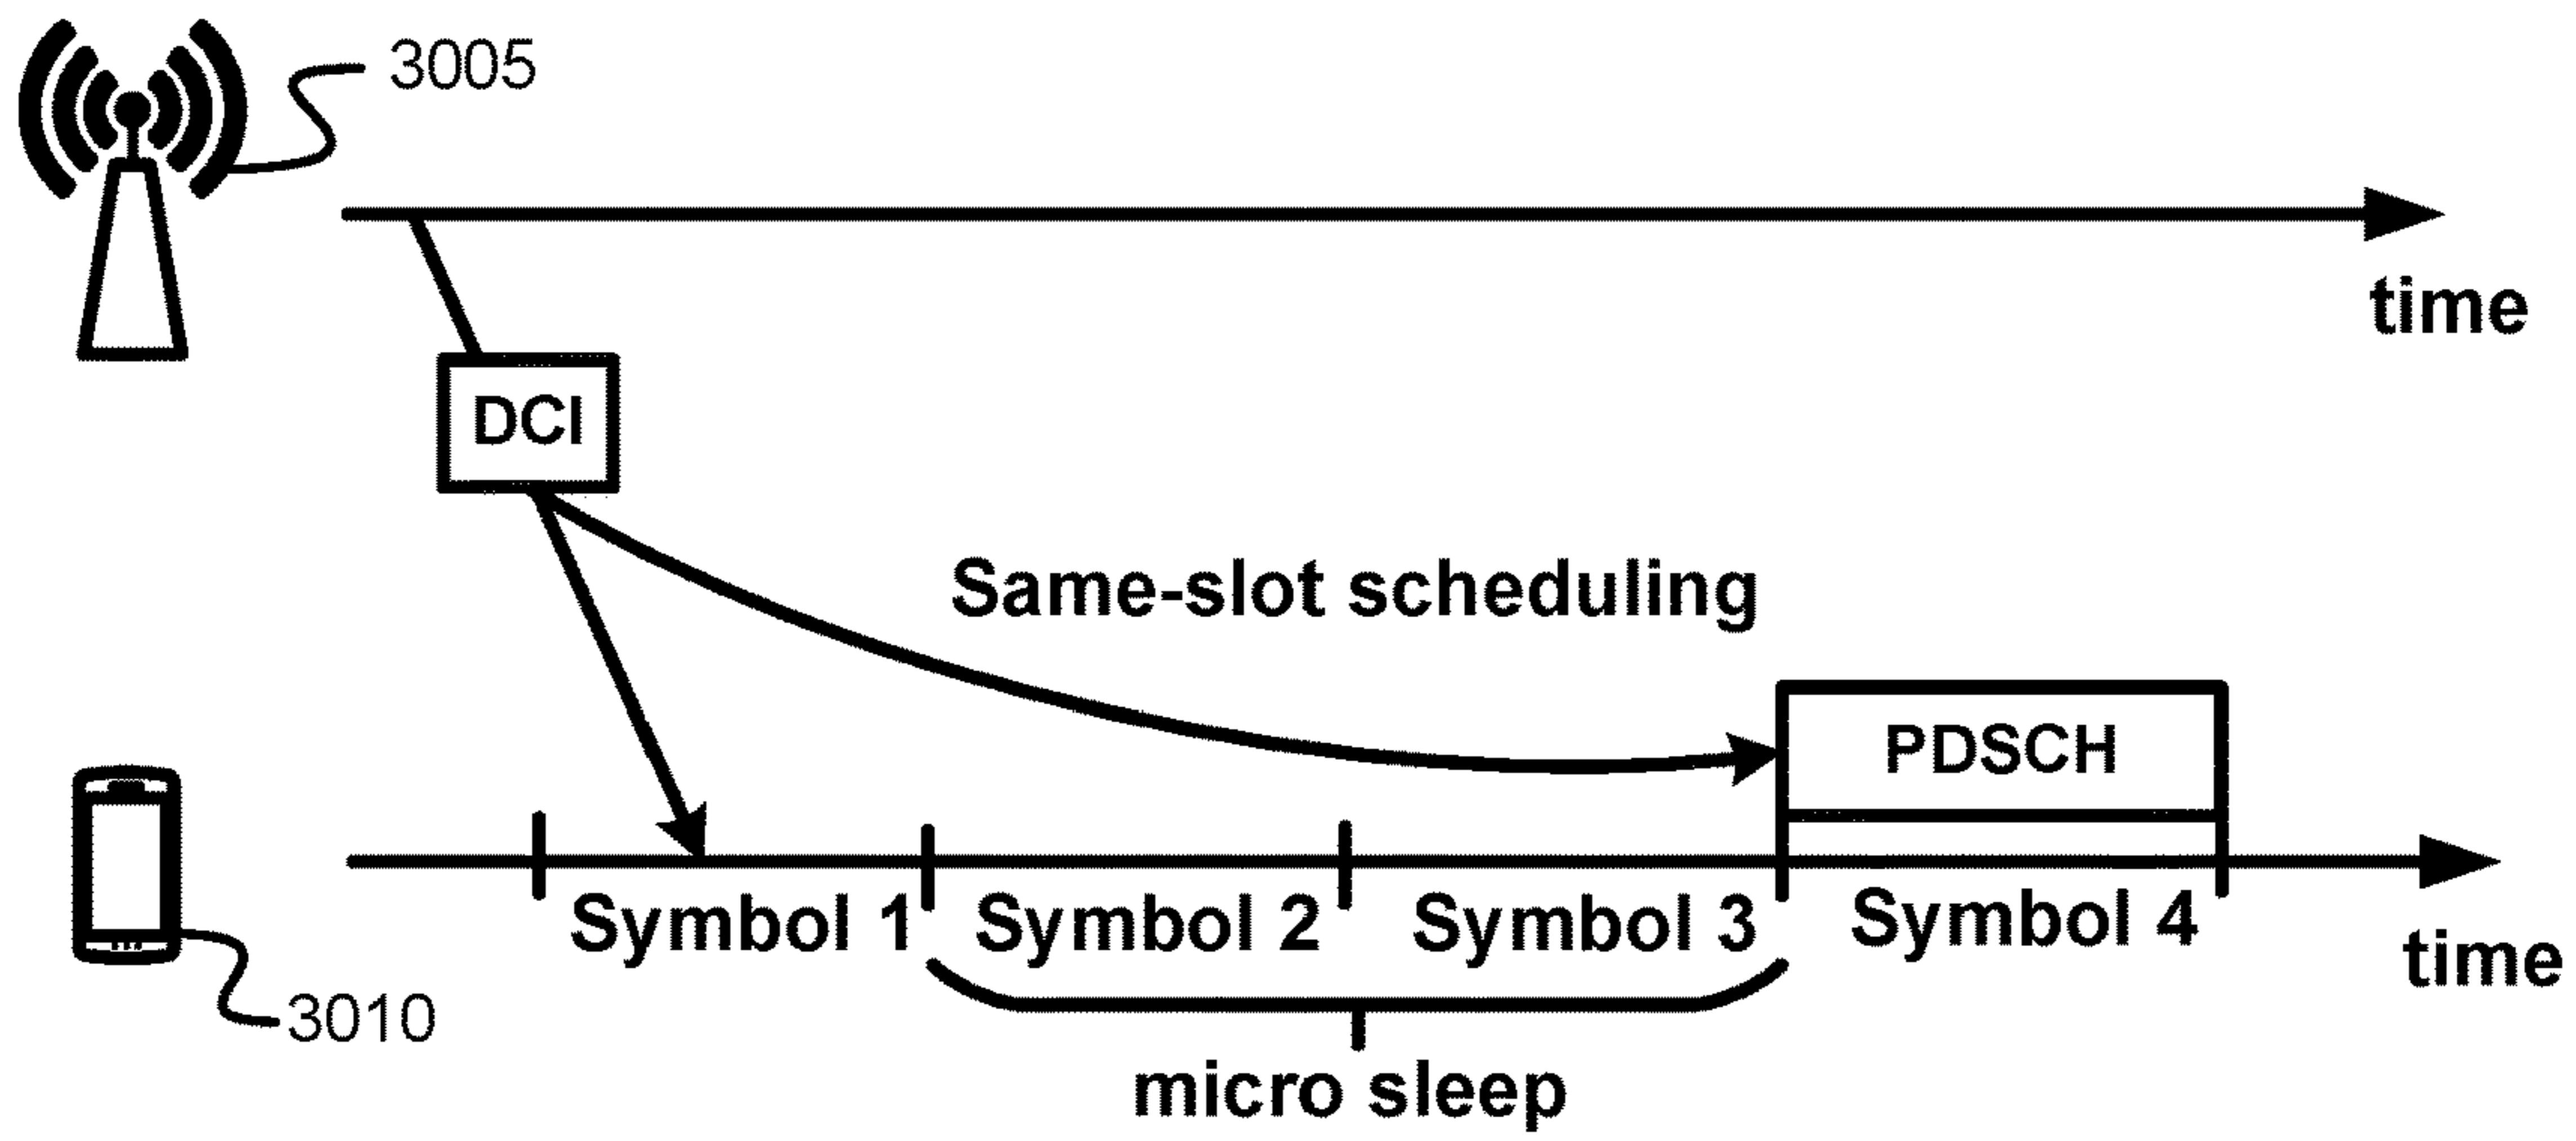 3005
time
DCI
Same-slot scheduling
PDSCH
Symbol 1
Symbol 2
Symbol 3
Symbol 4
time
3010
micro sleep